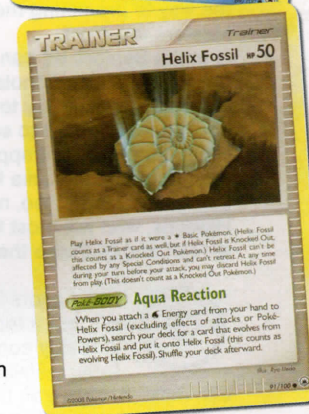 TRAINER Trainer
Helix Fossil HP 50
Play Helix Fossil as if it were a Basic Pokémon. (Helix Fossil
counts as a Trainer card as well, but if Helix Fossil is Knocked Out,
this counts as a Knocked Out Pokémon.) Helix Fossil can't be
affected by any Special Conditions and can't retreat. At any time
during your turn before your attack, you may discard Helix Fossil
from play. (This doesn't count as a Knocked Out Pokémon.)
Poké-BODY Aqua Reaction
When you attach a Energy card from your hand to
Helix Fossil (excluding effects of attacks or Poké-
Powers), search your deck for a card that evolves from
Helix Fossil and put it onto Helix Fossil (this counts as
evolving Helix Fossil). Shuffle your deck afterward.
©2008 Pokémon/Nintendo 91/100